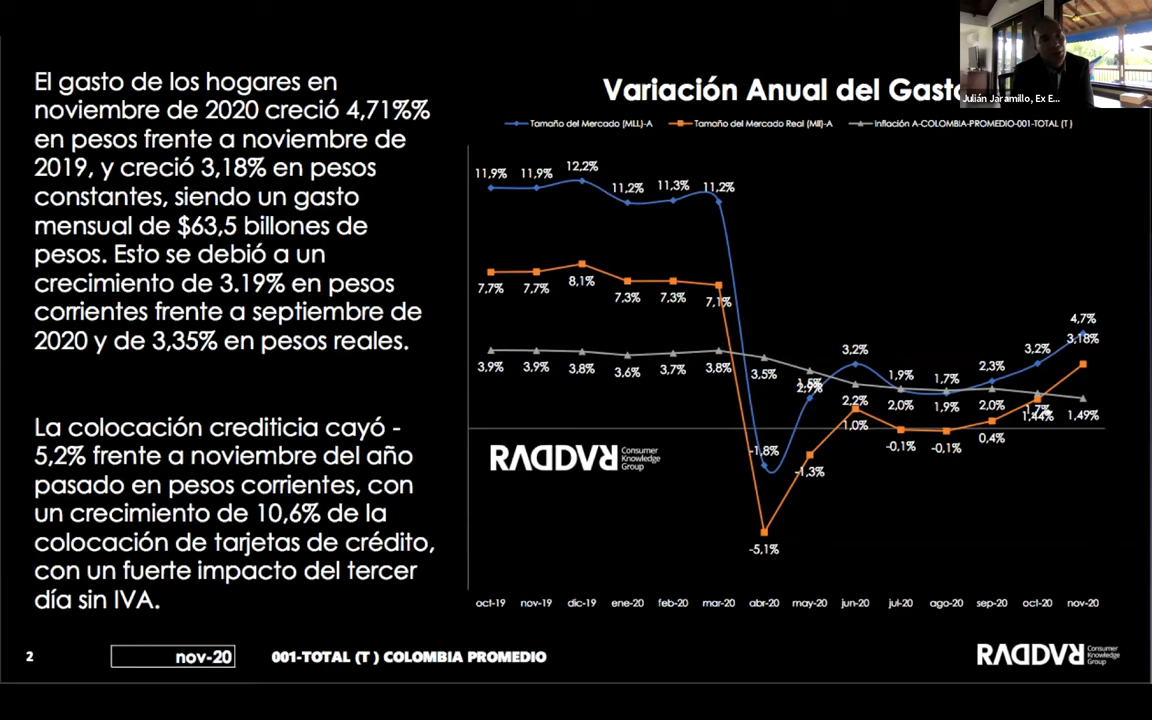 El gasto de los hogares en
noviembre de 2020 creció 4,71%%
en pesos frente a noviembre de
2019, y creció 3,18% en pesos
constantes, siendo un gasto
mensual de $63,5 billones de
pesos. Esto se debió a un
crecimiento de 3.19% en pesos
corrientes frente a septiembre de
2020 y de 3,35% en pesos reales.
La colocación crediticia cayó -
5,2% frente a noviembre del año
pasado en pesos corrientes, con
un crecimiento de 10,6% de la
colocación de tarjetas de crédito,
con un fuerte impacto del tercer
día sin IVA.
Variación Anual del Gasto
Julián Jaramillo, Ex E...
Tamaño del Mercado (MLL)-A Tamaño del Mercado Real (Mll)-A Inflación A-COLOMBIA-PROMEDIO-001-TOTAL (T )
11,9% 11,9% 12,2% 11,2% 11,3% 11,2% -1,8% 1,5% 3,2% 1,9% 1,7% 2,3% 3,2% 4,7%
7,7% 7,7% 8,1% 7,3% 7,3% 7,1% -5,1% -1,3% 1,0% -0,1% -0,1% 0,4% 1,7% 3,18%
3,9% 3,9% 3,8% 3,6% 3,7% 3,8% 3,5% 2,9% 2,2% 2,0% 1,9% 2,0% 1,44% 1,49%
RADDAR Consumer
Knowledge
Group
oct-19 nov-19 dic-19 ene-20 feb-20 mar-20 abr-20 may-20 jun-20 jul-20 ago-20 sep-20 oct-20 nov-20
2 nov-20 001-TOTAL (T ) COLOMBIA PROMEDIO
RADDAR Consumer
Knowledge
Group